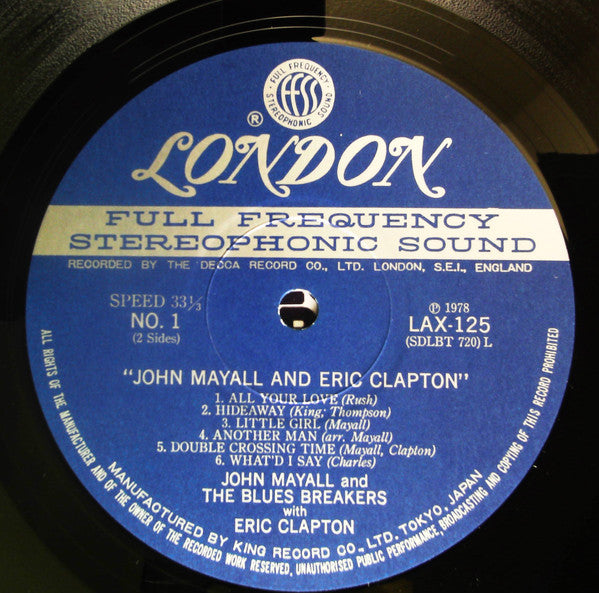 FULL FREQUENCY
ffss
STEREOPHONIC SOUND
®
LONDON
FULL FREQUENCY
STEREOPHONIC SOUND
RECORDED BY THE DECCA RECORD CO., LTD. LONDON, S.E.I., ENGLAND
SPEED 33⅓
NO. 1
(2 Sides)
℗ 1978
LAX-125
(SDLBT 720) L
"JOHN MAYALL AND ERIC CLAPTON"
1. ALL YOUR LOVE (Rush)
2. HIDEAWAY (King, Thompson)
3. LITTLE GIRL (Mayall)
4. ANOTHER MAN (arr. Mayall)
5. DOUBLE CROSSING TIME (Mayall, Clapton)
6. WHAT'D I SAY (Charles)
JOHN MAYALL and
THE BLUES BREAKERS
with
ERIC CLAPTON
MANUFACTURED BY KING RECORD CO., LTD. TOKYO, JAPAN
ALL RIGHTS OF THE MANUFACTURER AND OF THE OWNER OF THE RECORDED WORK RESERVED, UNAUTHORISED PUBLIC PERFORMANCE, BROADCASTING AND COPYING OF THIS RECORD PROHIBITED